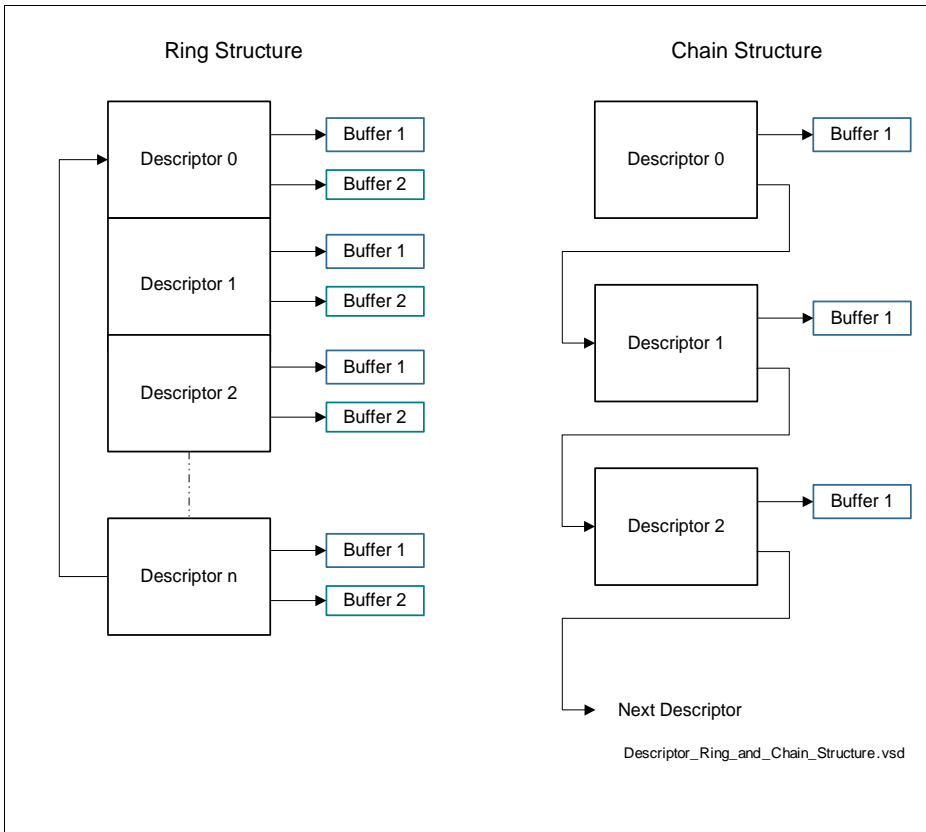 Ring Structure
Descriptor 0
Buffer 1
Buffer 2
Descriptor 1
Buffer 1
Buffer 2
Descriptor 2
Buffer 1
Buffer 2
Descriptor n
Buffer 1
Buffer 2
Chain Structure
Descriptor 0
Buffer 1
Descriptor 1
Buffer 1
Descriptor 2
Buffer 1
Next Descriptor
Descriptor_Ring_and_Chain_Structure.vsd